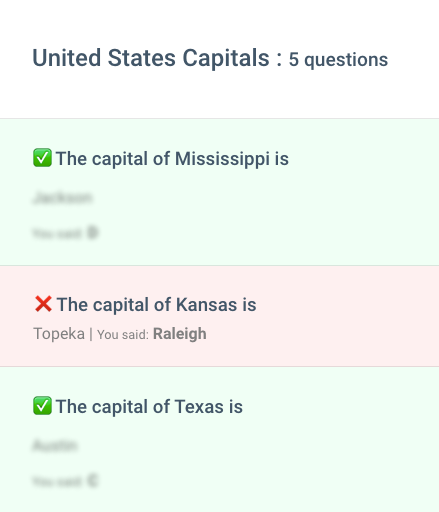 United States Capitals : 5 questions
✅ The capital of Mississippi is
Jackson
You said: D
❌ The capital of Kansas is
Topeka | You said: Raleigh
✅ The capital of Texas is
Austin
You said: C